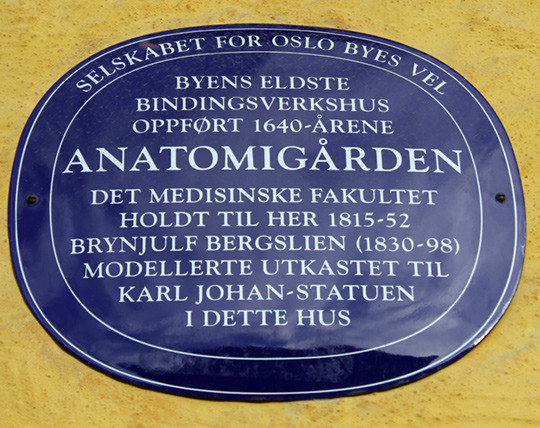 SELSKABET FOR OSLO BYES VEL
BYENS ELDSTE
BINDINGSVERKSHUS
OPPFØRT 1640-ÅRENE
ANATOMIGÅRDEN
DET MEDISINSKE FAKULTET
HOLDT TIL HER 1815-52
BRYNJULF BERGSLIEN (1830-98)
MODELLERTE UTKASTET TIL
KARL JOHAN-STATUEN
I DETTE HUS